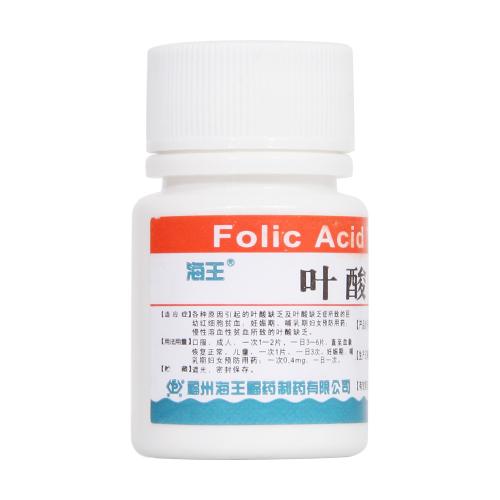 Folic Acid
海王®
叶酸
【适应症】各种原因引起的叶酸缺乏及叶酸缺乏症所致的巨
幼红细胞贫血；妊娠期、哺乳期妇女预防用药；
慢性溶血性贫血所致的叶酸缺乏。
【用法用量】口服，成人，一次1~2片，一日3~6片，直至血象
恢复正常。儿童，一次1片，一日3次。妊娠期、哺
乳期妇女预防用药：一次0.4mg，一日一次。
【贮藏】遮光，密封保存。
福州海王福药制药有限公司